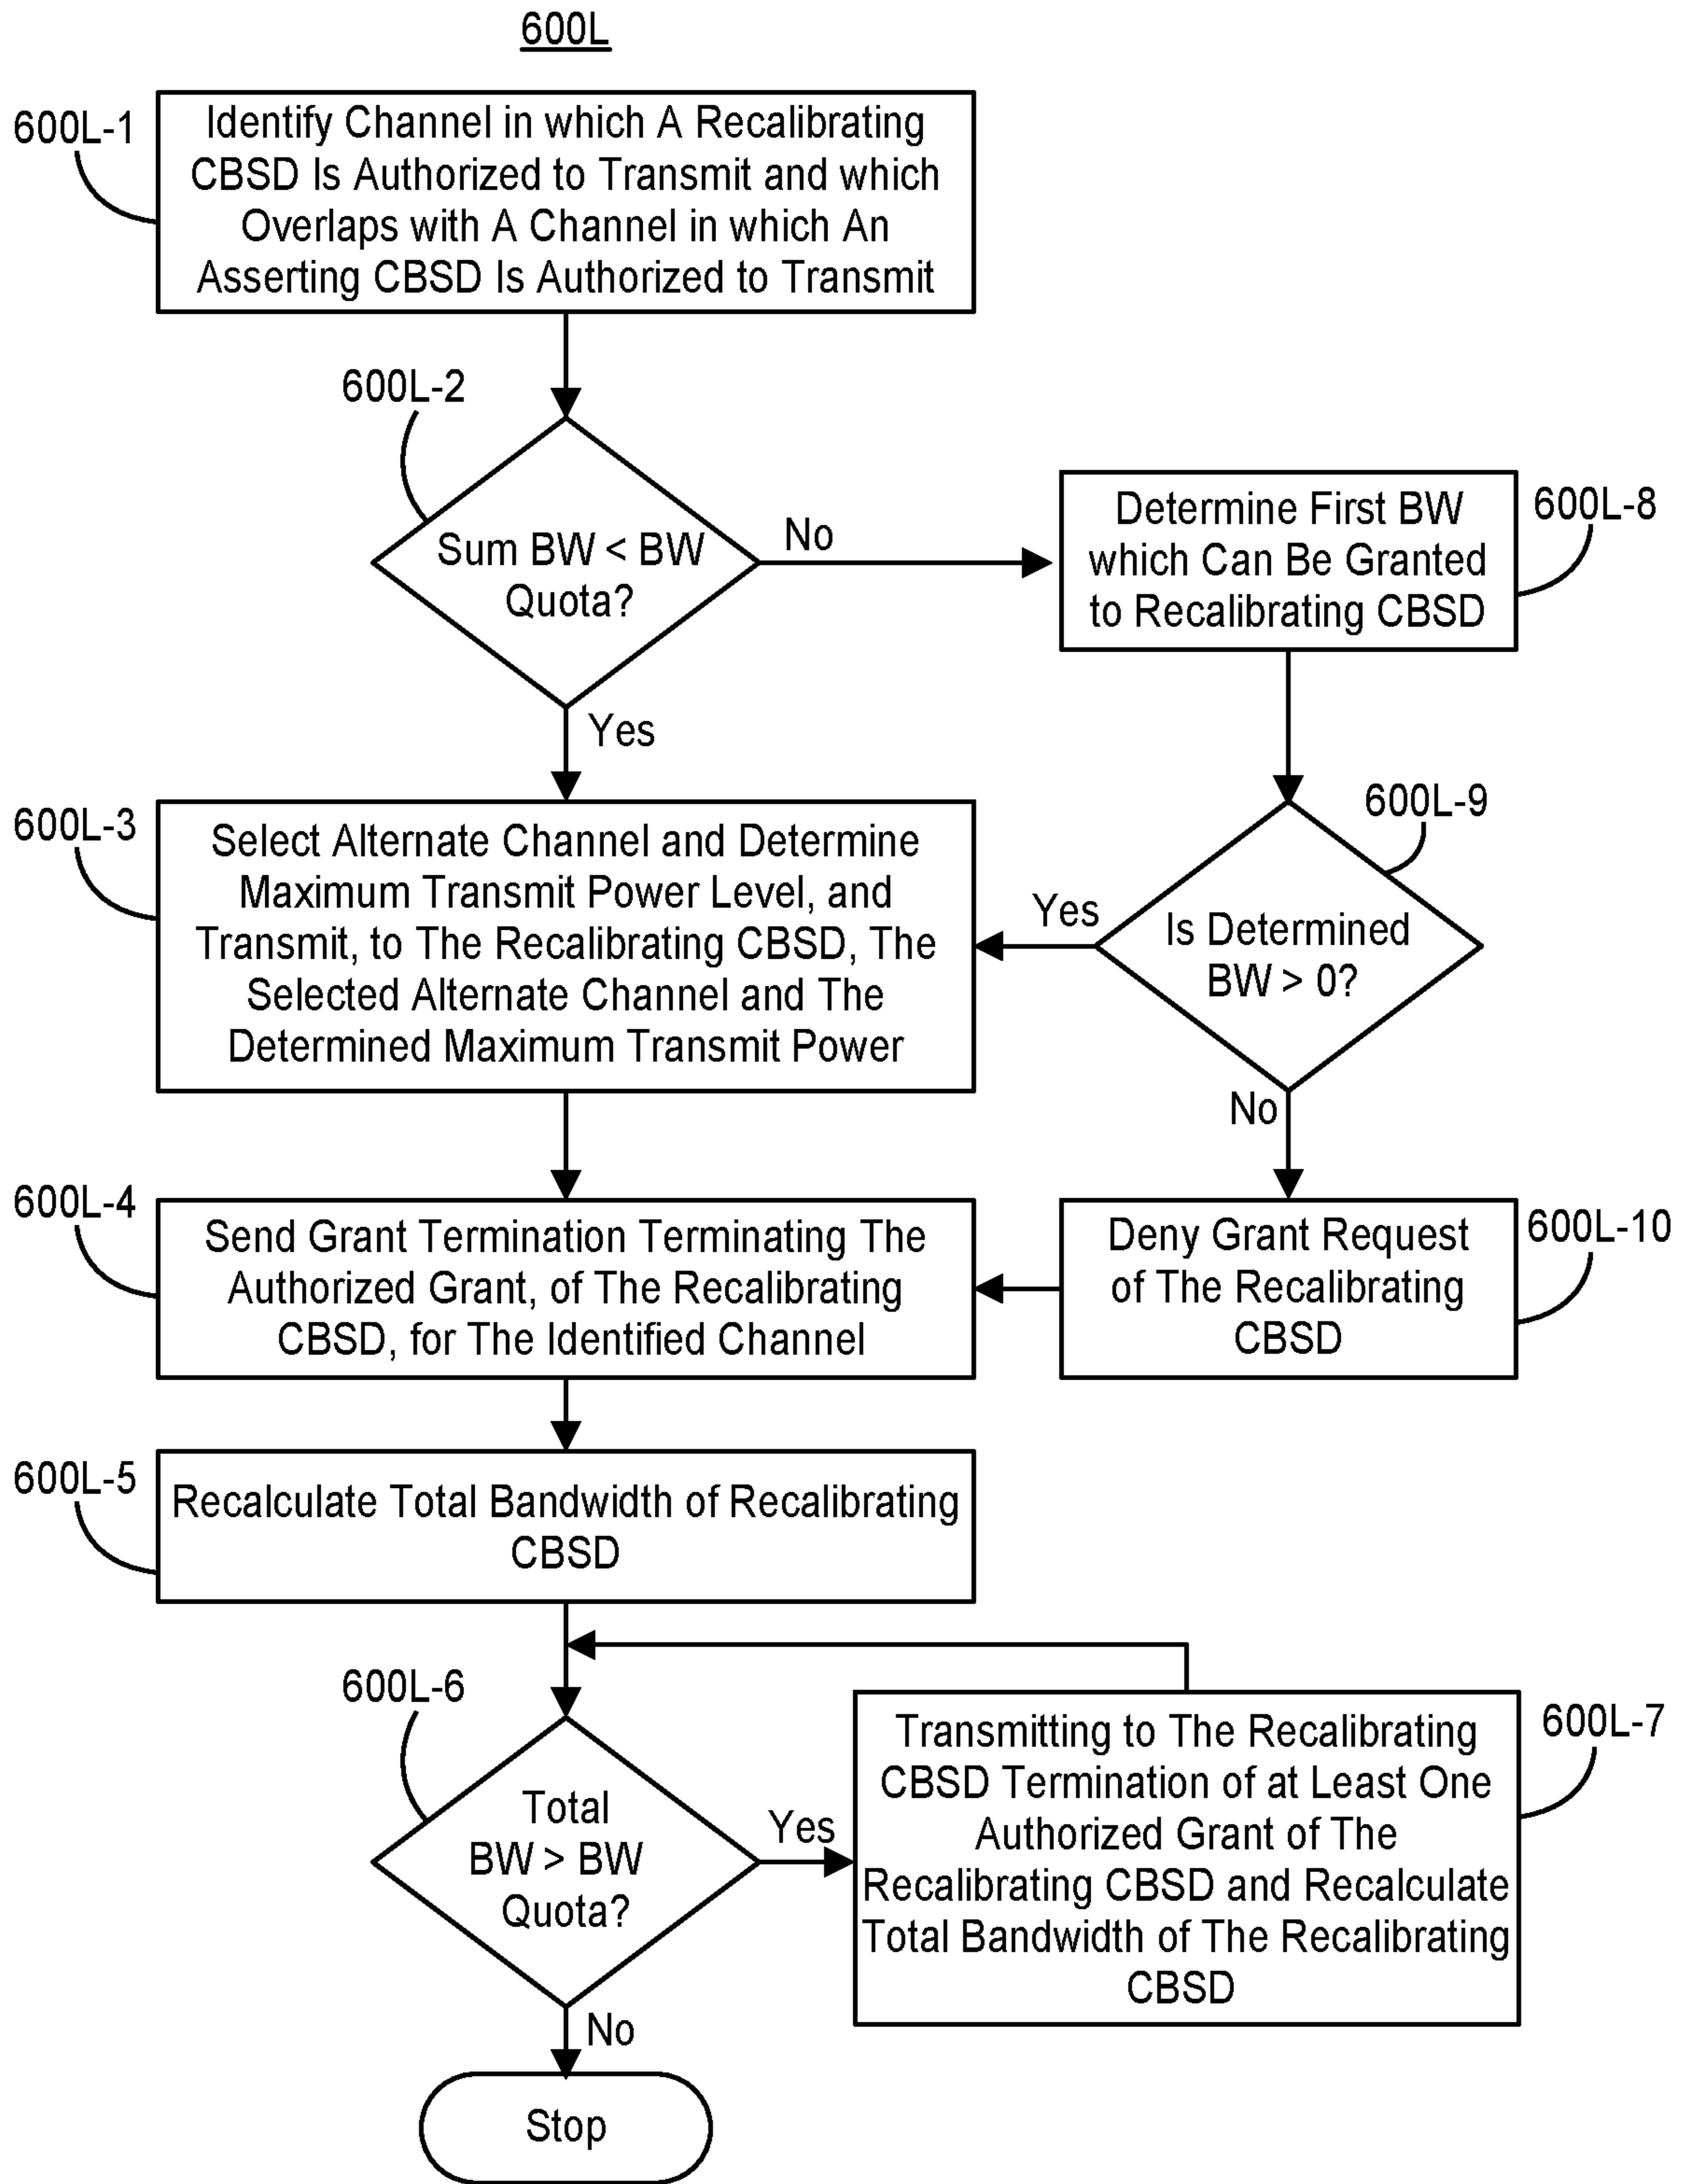 600L
600L-1
Identify Channel in which A Recalibrating
CBSD Is Authorized to Transmit and which
Overlaps with A Channel in which An
Asserting CBSD Is Authorized to Transmit
600L-2
Sum BW < BW
Quota?
No
Yes
Determine First BW
which Can Be Granted
to Recalibrating CBSD
600L-8
600L-3
Select Alternate Channel and Determine
Maximum Transmit Power Level, and
Transmit, to The Recalibrating CBSD, The
Selected Alternate Channel and The
Determined Maximum Transmit Power
600L-9
Is Determined
BW > 0?
Yes
No
600L-4
Send Grant Termination Terminating The
Authorized Grant, of The Recalibrating
CBSD, for The Identified Channel
Deny Grant Request
of The Recalibrating
CBSD
600L-10
600L-5
Recalculate Total Bandwidth of Recalibrating
CBSD
600L-6
Total
BW > BW
Quota?
Yes
No
Transmitting to The Recalibrating
CBSD Termination of at Least One
Authorized Grant of The
Recalibrating CBSD and Recalculate
Total Bandwidth of The Recalibrating
CBSD
600L-7
Stop